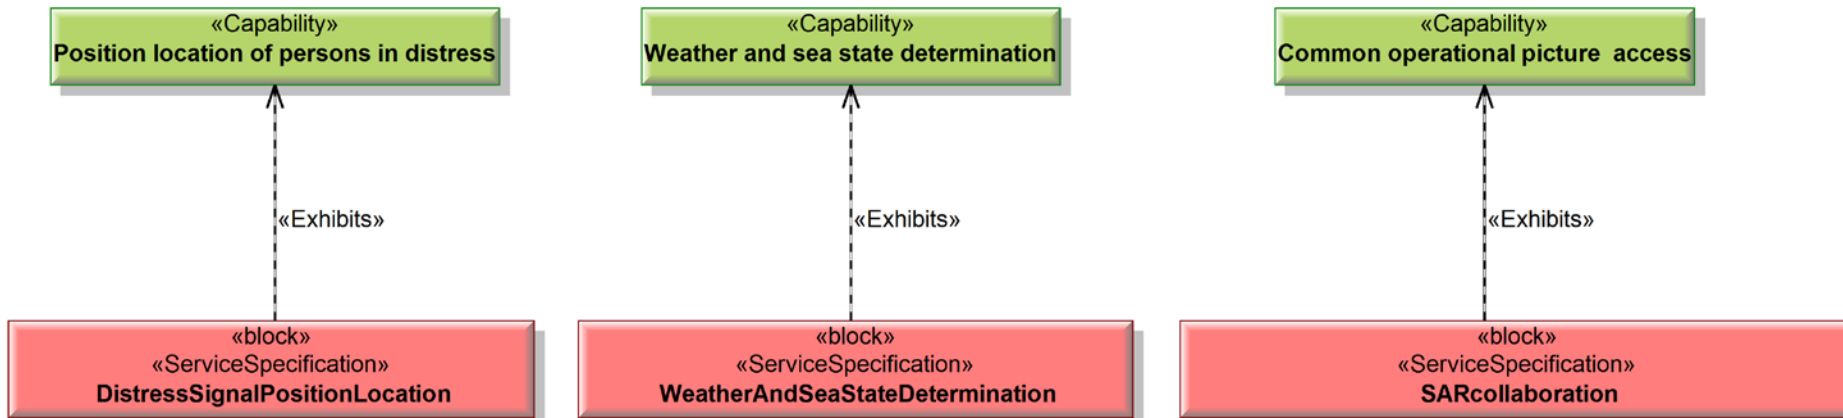 «Capability»
Position location of persons in distress
«Capability»
Weather and sea state determination
«Capability»
Common operational picture  access
«Exhibits»
«Exhibits»
«Exhibits»
«block»
«ServiceSpecification»
DistressSignalPositionLocation
«block»
«ServiceSpecification»
WeatherAndSeaStateDetermination
«block»
«ServiceSpecification»
SARcollaboration